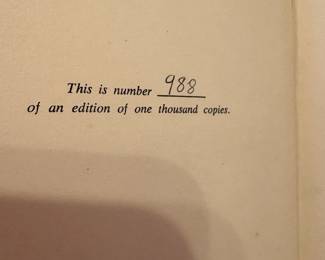 This is number 988
of an edition of one thousand copies.